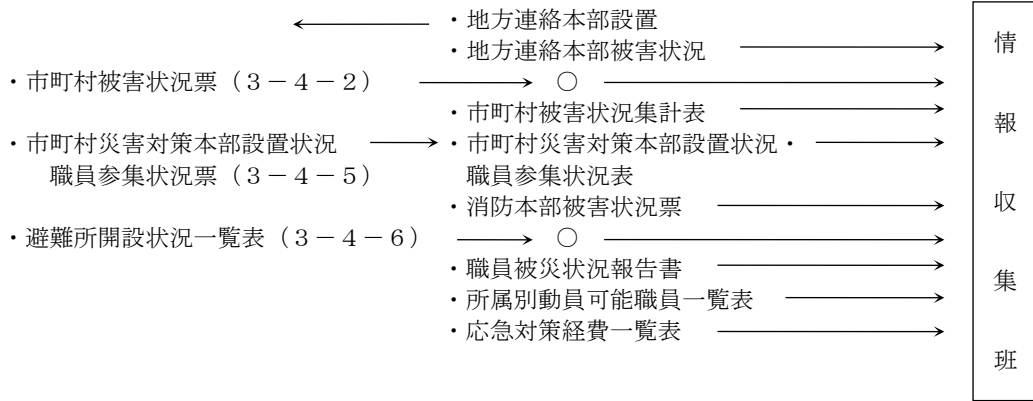 ・地方連絡本部設置
・地方連絡本部被害状況
・市町村被害状況票（３－４－２） ○
・市町村被害状況集計表
・市町村災害対策本部設置状況 ・市町村災害対策本部設置状況・
職員参集状況票（３－４－５） 職員参集状況表
・消防本部被害状況票
・避難所開設状況一覧表（３－４－６） ○
・職員被災状況報告書
・所属別動員可能職員一覧表
・応急対策経費一覧表
情報収集班